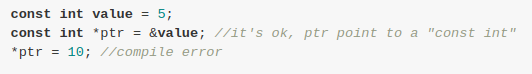 const int value = 5;
const int *ptr = &value; //it's ok, ptr point to a "const int"
*ptr = 10; //compile error